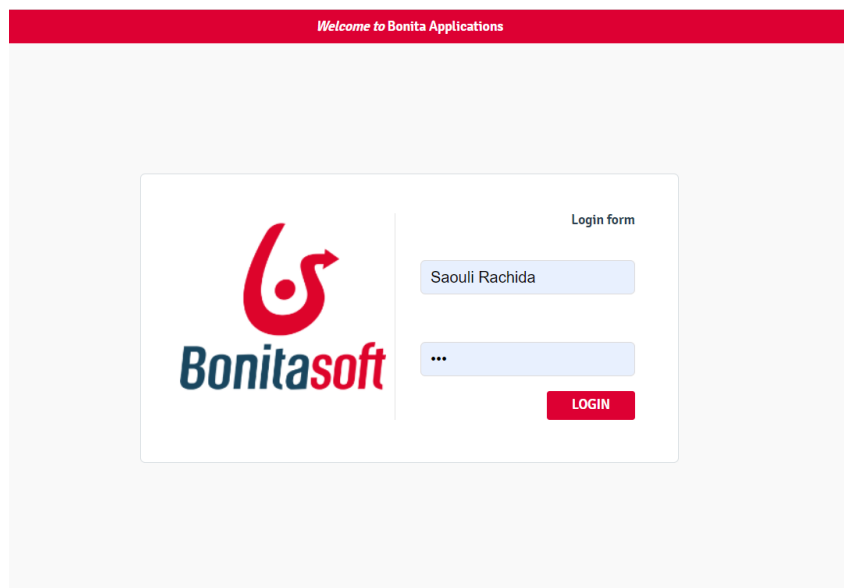 Welcome to Bonita Applications
Login form
Saouli Rachida
•••
Bonitasoft
LOGIN